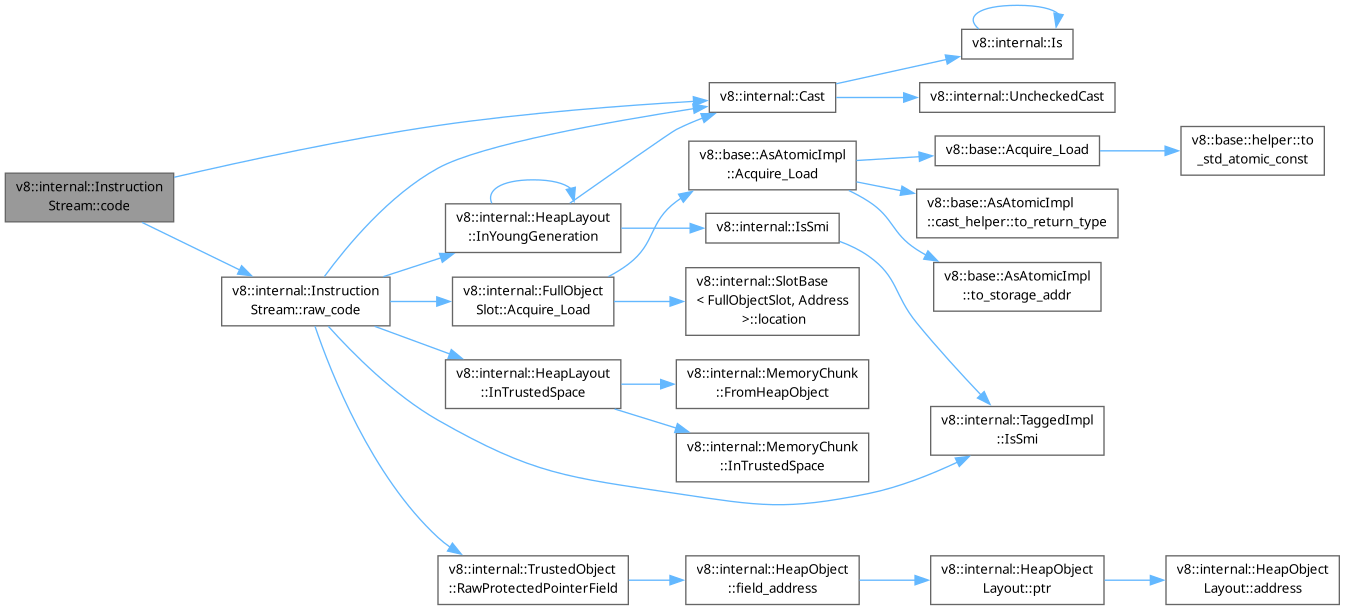 v8::internal::Instruction
Stream::code
v8::internal::Instruction
Stream::raw_code
v8::internal::Cast
v8::internal::Is
v8::internal::UncheckedCast
v8::internal::HeapLayout
::InYoungGeneration
v8::internal::IsSmi
v8::internal::TaggedImpl
::IsSmi
v8::internal::FullObject
Slot::Acquire_Load
v8::base::AsAtomicImpl
::Acquire_Load
v8::base::Acquire_Load
v8::base::helper::to
_std_atomic_const
v8::base::AsAtomicImpl
::cast_helper::to_return_type
v8::base::AsAtomicImpl
::to_storage_addr
v8::internal::SlotBase
< FullObjectSlot, Address
>::location
v8::internal::HeapLayout
::InTrustedSpace
v8::internal::MemoryChunk
::FromHeapObject
v8::internal::MemoryChunk
::InTrustedSpace
v8::internal::TrustedObject
::RawProtectedPointerField
v8::internal::HeapObject
::field_address
v8::internal::HeapObject
Layout::ptr
v8::internal::HeapObject
Layout::address